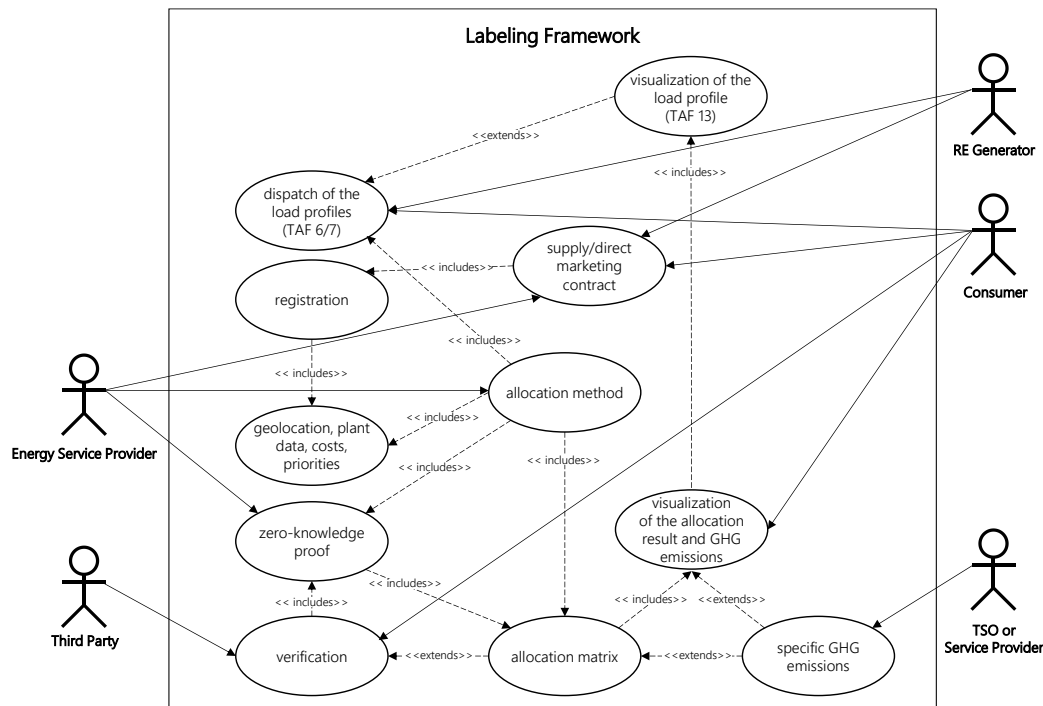 Labeling Framework
visualization of the
load profile
(TAF 13)
RE Generator
<<extends>>
<< includes>>
dispatch of the
load profiles
(TAF 6/7)
supply/direct
marketing
contract
<< includes>>
registration
Consumer
<< includes>>
<< includes>>
allocation method
Energy Service Provider
geolocation, plant
data, costs,
priorities
<< includes>>
<< includes>>
<< includes>>
zero-knowledge
proof
visualization
of the allocation
result and GHG
emissions
<< includes>>
<< includes>>
<< includes>>
<<extends>>
Third Party
TSO or
Service Provider
verification
<<extends>>
allocation matrix
<<extends>>
specific GHG
emissions